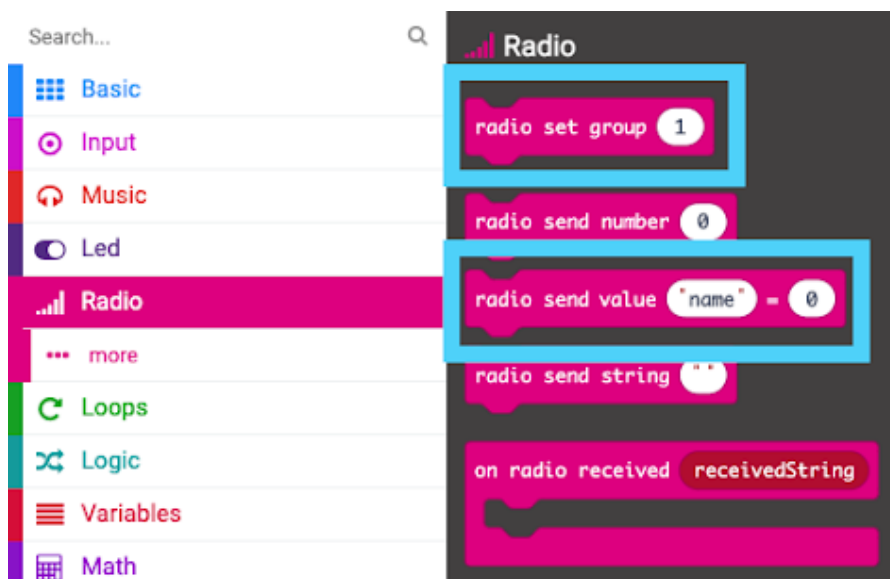 Search...
Basic
Input
Music
Led
Radio
more
Loops
Logic
Variables
Math
Radio
radio set group 1
radio send number 0
radio send value "name" = 0
radio send string " "
on radio received receivedString